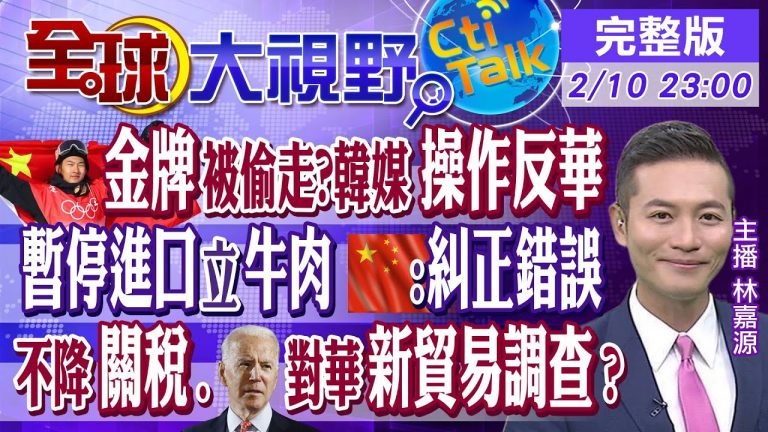 全球大視野
Cti Talk
完整版
2/10 23:00
金牌被偷走?韓媒操作反華
暫停進口立牛肉 :糾正錯誤
不降關稅. 對華新貿易調查?
主播 林嘉源